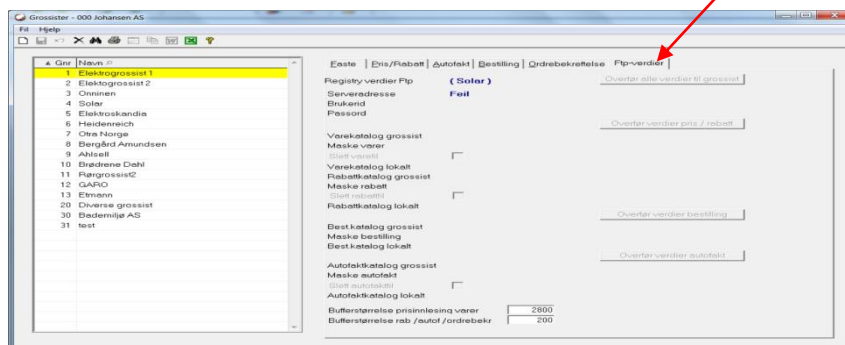 Grossister - 000 Johansen AS
Fil Hjelp
Gnr Navn
1 Elektrogrossist 1
2 Elektogrossist 2
3 Onninen
4 Solar
5 Elektroskandia
6 Heidenreich
7 Otra Norge
8 Bergård Amundsen
9 Ahlsell
10 Brødrene Dahl
11 Rørgrossist2
12 GARO
13 Elmann
20 Diverse grossist
30 Bademiljø AS
31 test
Faste Pris/Rabatt Autofakt Bestilling Ordrebekreftelse Ftp-verdier
Registry verdier Ftp (Solar) Overfør alle verdier til grossist
Serveradresse Feil
Brukerid
Passord
Overfør verdier pris / rabatt
Varekatalog grossist
Maske varer
Slett varefil
Varekatalog lokalt
Rabattkatalog grossist
Maske rabatt
Slett rabattfil
Rabattkatalog lokalt
Overfør verdier bestilling
Best.katalog grossist
Maske bestilling
Best.katalog lokalt
Overfør verdier autofakt
Autofaktkatalog grossist
Maske autofakt
Slett autofaktfil
Autofaktkatalog lokalt
Bufferstørrelse prisinnlesing varer 2800
Bufferstørrelse rab /autof /ordrebekr 200